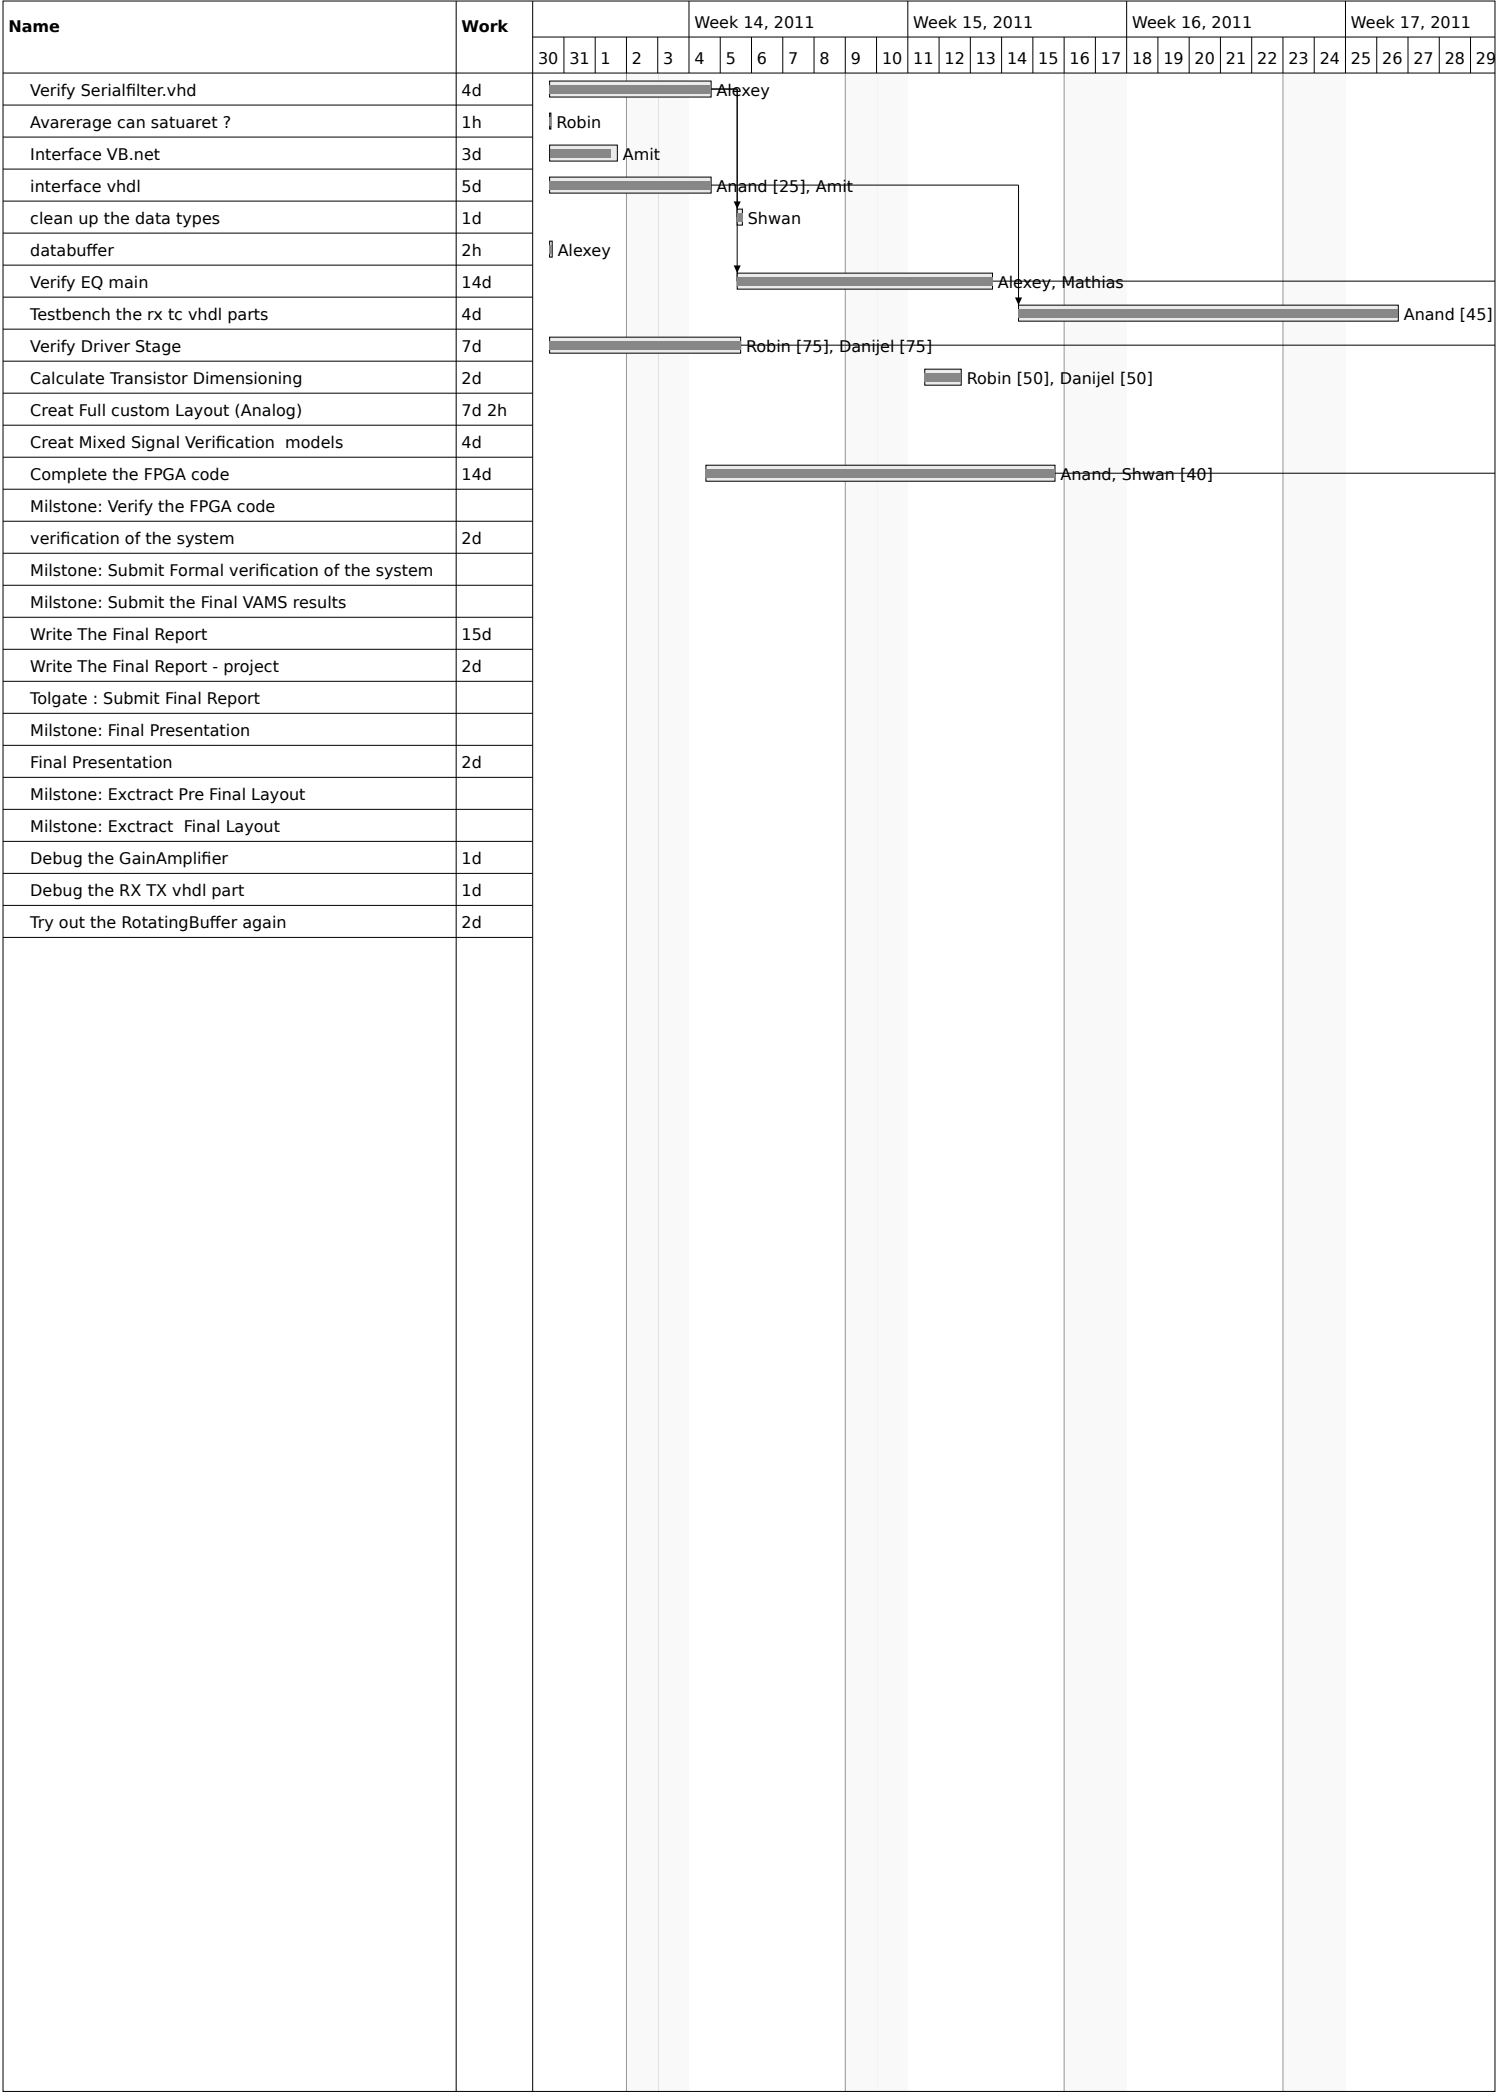 Name Work Week 14, 2011 Week 15, 2011 Week 16, 2011 Week 17, 2011
30 31 1 2 3 4 5 6 7 8 9 10 11 12 13 14 15 16 17 18 19 20 21 22 23 24 25 26 27 28 29
Verify Serialfilter.vhd 4d Alexey
Avarerage can satuaret ? 1h Robin
Interface VB.net 3d Amit
interface vhdl 5d Anand [25], Amit
clean up the data types 1d Shwan
databuffer 2h Alexey
Verify EQ main 14d Alexey, Mathias
Testbench the rx tc vhdl parts 4d Anand [45]
Verify Driver Stage 7d Robin [75], Danijel [75]
Calculate Transistor Dimensioning 2d Robin [50], Danijel [50]
Creat Full custom Layout (Analog) 7d 2h
Creat Mixed Signal Verification  models 4d
Complete the FPGA code 14d Anand, Shwan [40]
Milstone: Verify the FPGA code
verification of the system 2d
Milstone: Submit Formal verification of the system
Milstone: Submit the Final VAMS results
Write The Final Report 15d
Write The Final Report - project 2d
Tolgate : Submit Final Report
Milstone: Final Presentation
Final Presentation 2d
Milstone: Exctract Pre Final Layout
Milstone: Exctract  Final Layout
Debug the GainAmplifier 1d
Debug the RX TX vhdl part 1d
Try out the RotatingBuffer again 2d